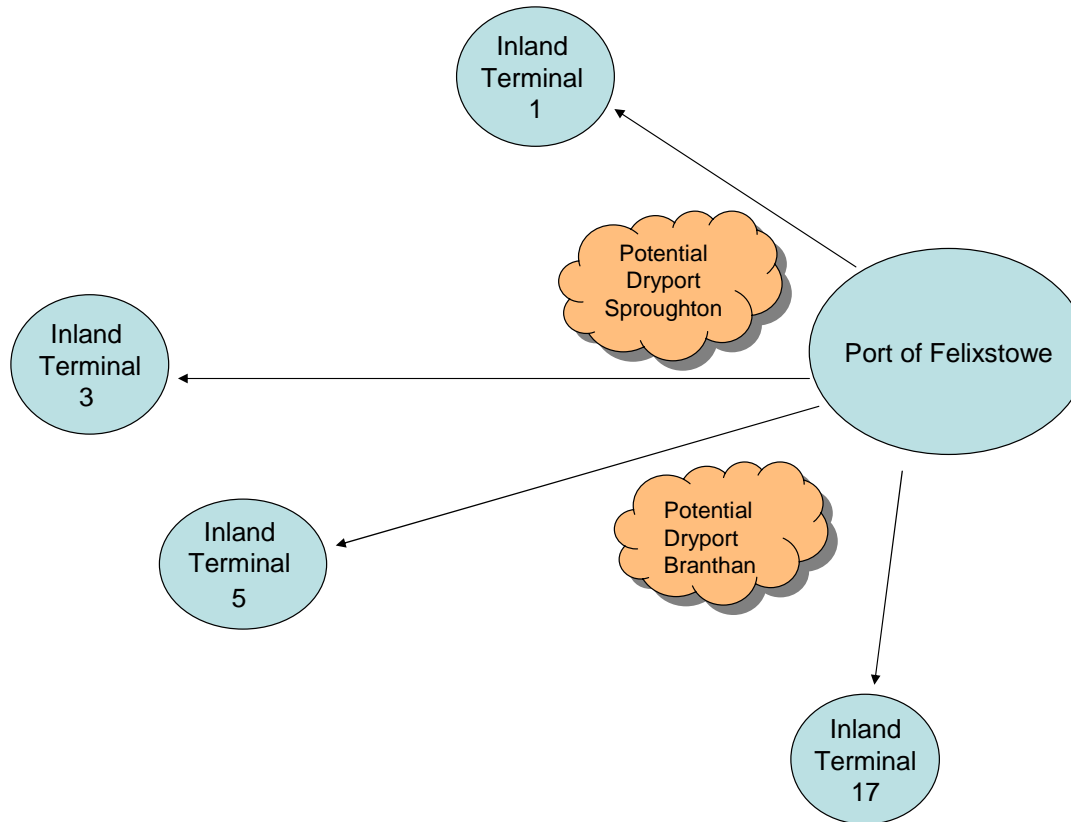 Inland
Terminal
1
Potential
Dryport
Sproughton
Port of Felixstowe
Inland
Terminal
3
Potential
Dryport
Branthan
Inland
Terminal
5
Inland
Terminal
17